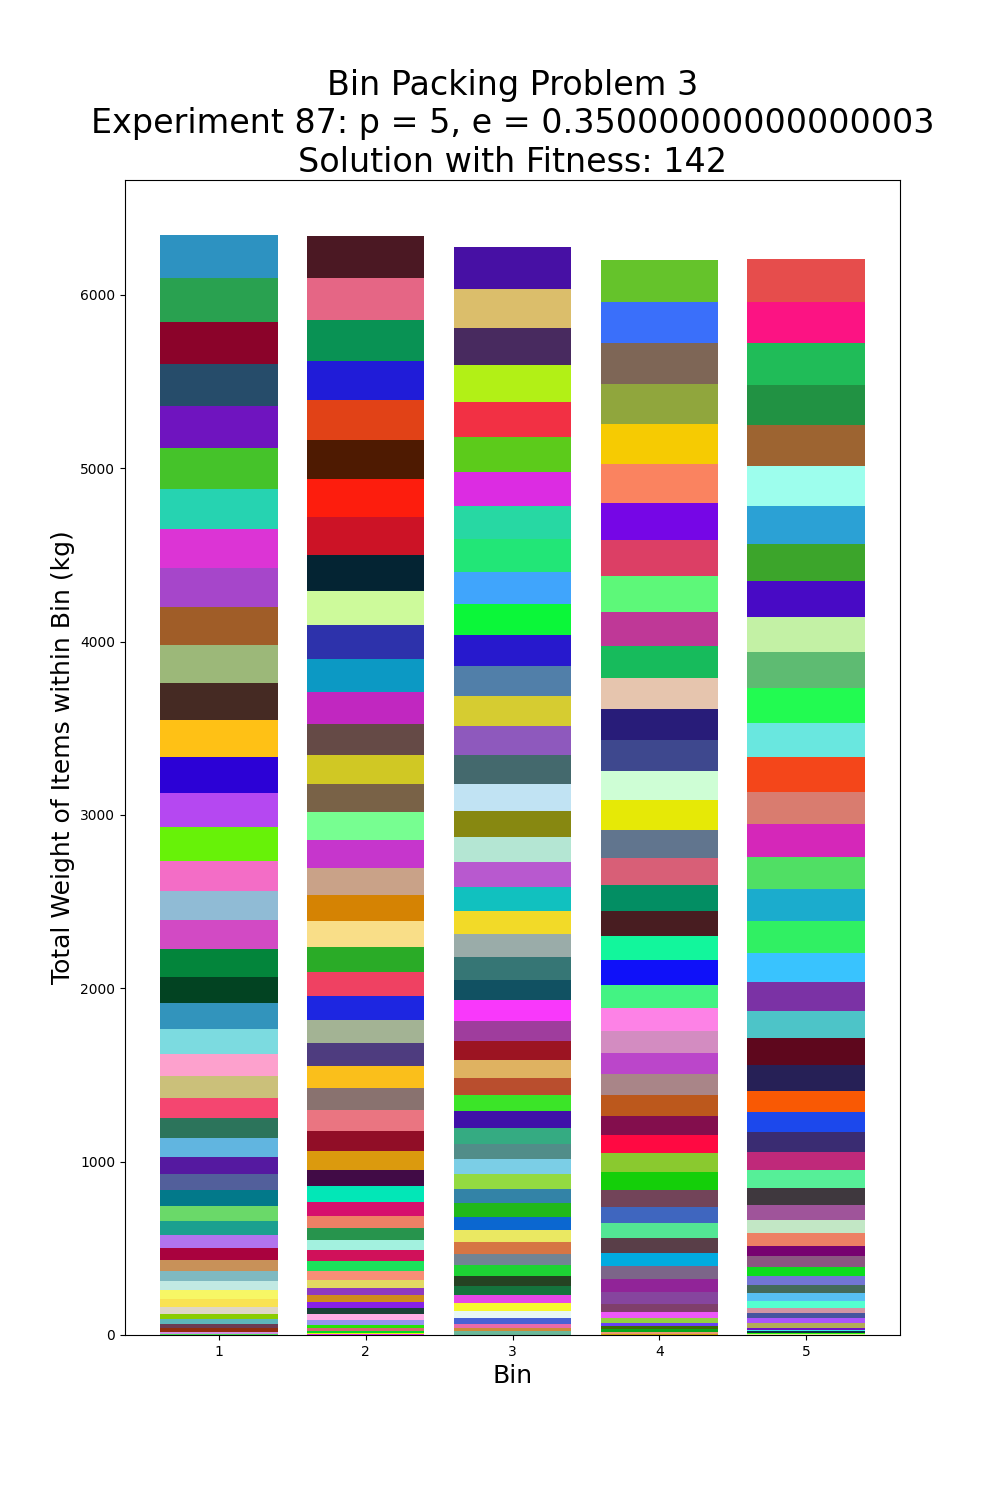 Bin Packing Problem 3
Experiment 87: p = 5, e = 0.35000000000000003
Solution with Fitness: 142
Total Weight of Items within Bin (kg)
6000
5000
4000
3000
2000
1000
0
1 2 3 4 5
Bin